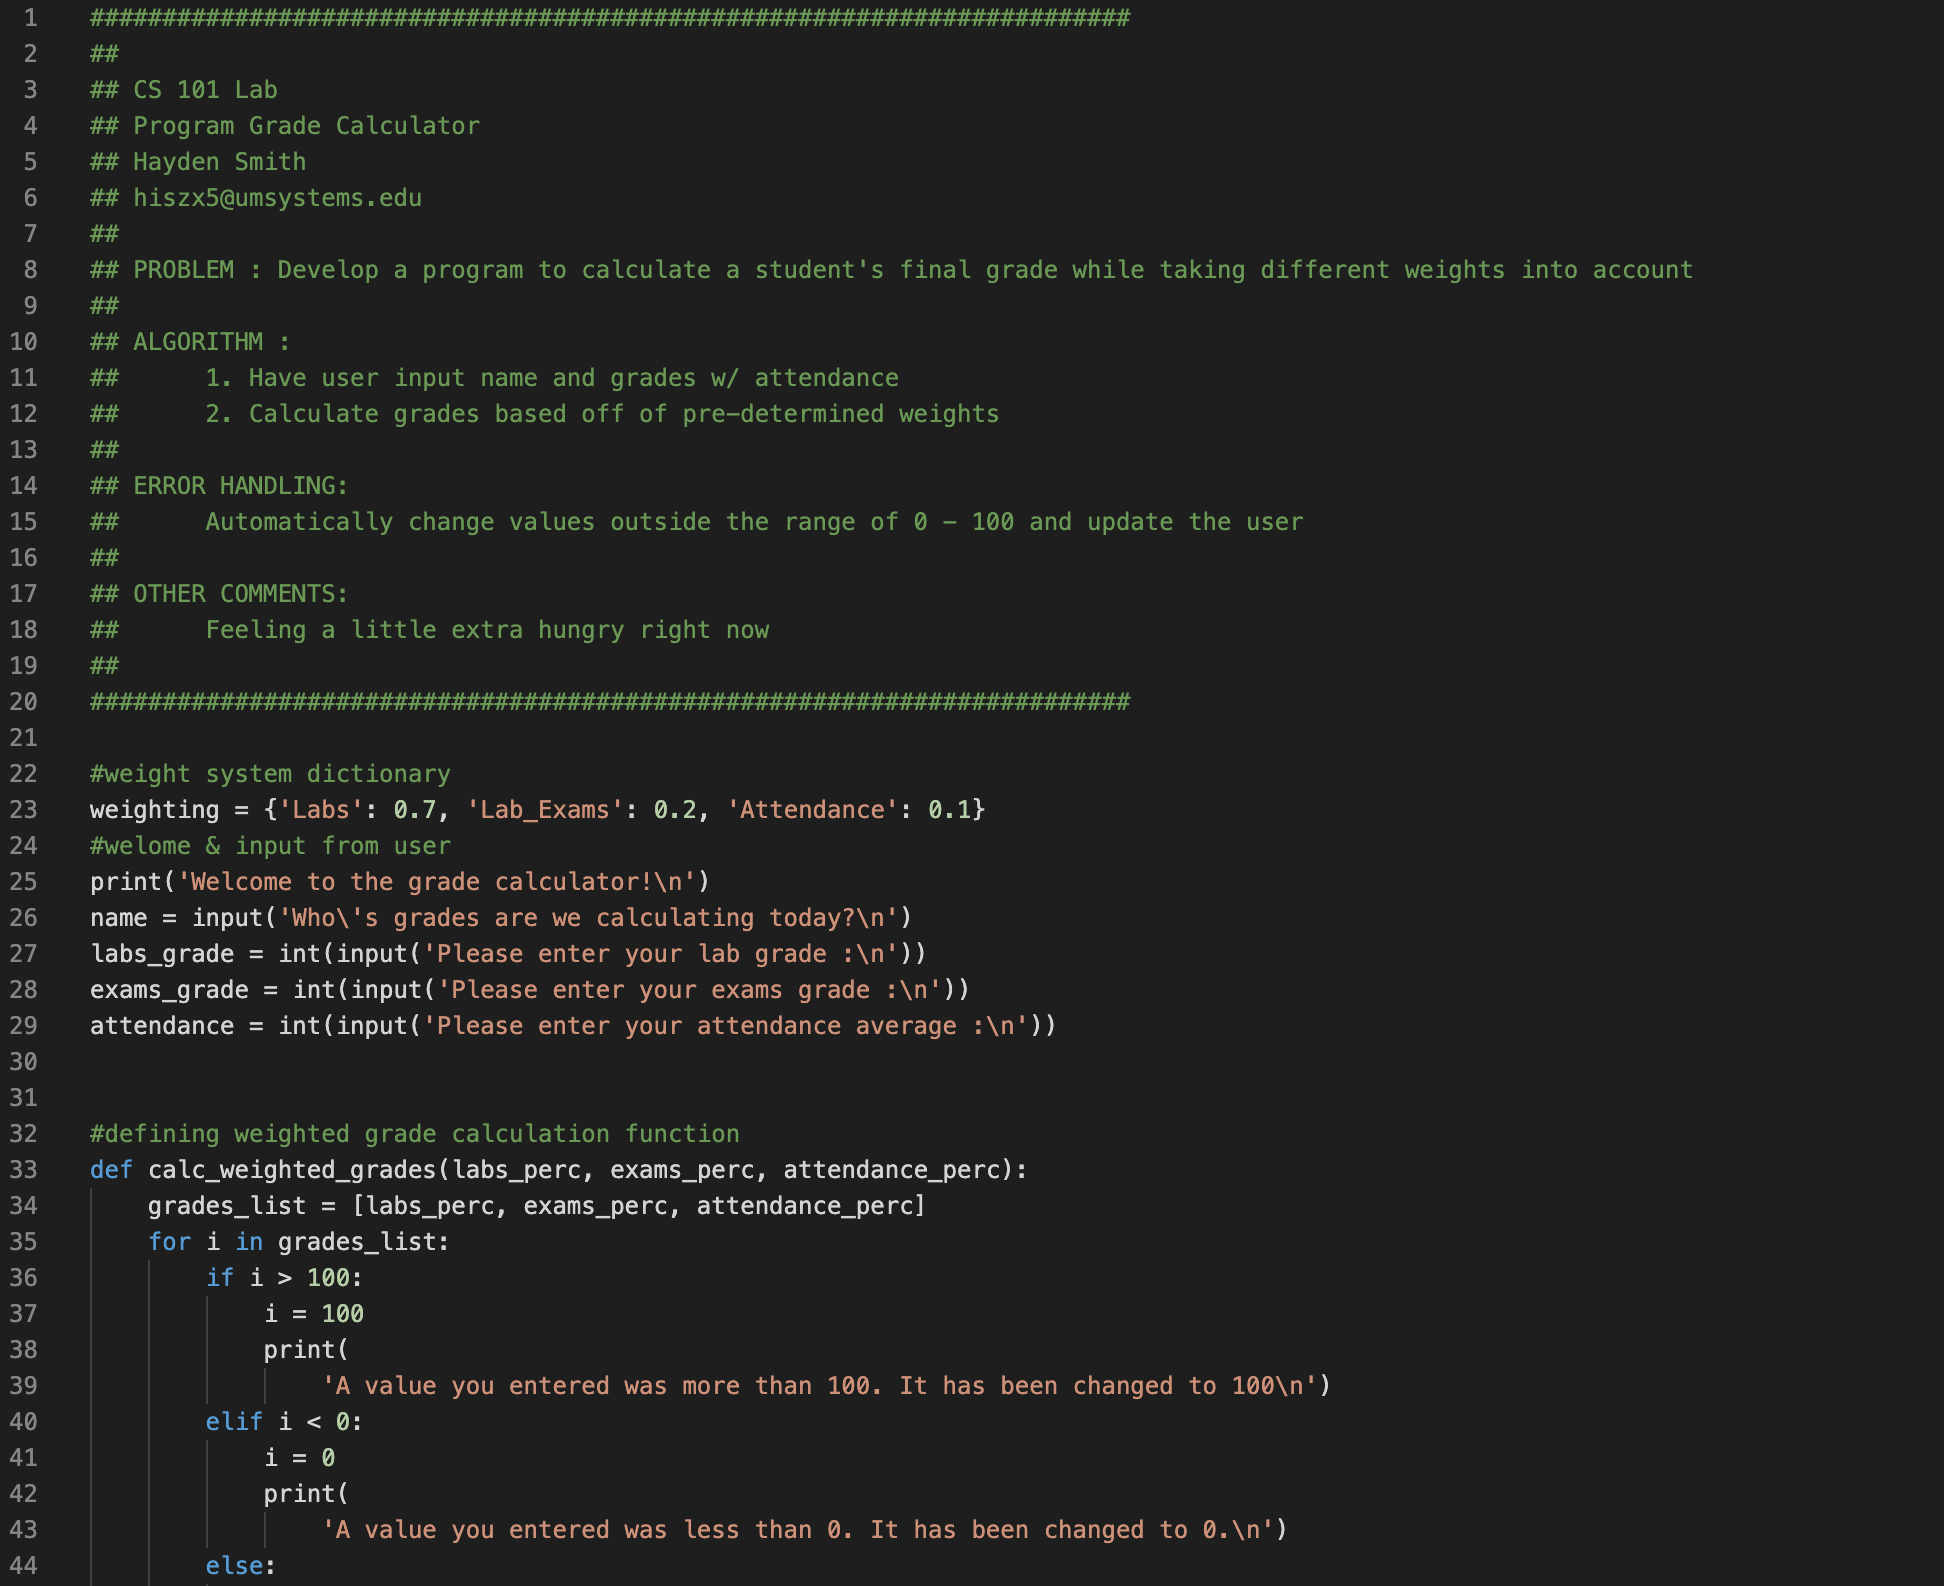 1 ########################################################################
2 ##
3 ## CS 101 Lab
4 ## Program Grade Calculator
5 ## Hayden Smith
6 ## hiszx5@umsystems.edu
7 ##
8 ## PROBLEM : Develop a program to calculate a student's final grade while taking different weights into account
9 ##
10 ## ALGORITHM :
11 ##      1. Have user input name and grades w/ attendance
12 ##      2. Calculate grades based off of pre-determined weights
13 ##
14 ## ERROR HANDLING:
15 ##      Automatically change values outside the range of 0 - 100 and update the user
16 ##
17 ## OTHER COMMENTS:
18 ##      Feeling a little extra hungry right now
19 ##
20 ########################################################################
21
22 #weight system dictionary
23 weighting = {'Labs': 0.7, 'Lab_Exams': 0.2, 'Attendance': 0.1}
24 #welome & input from user
25 print('Welcome to the grade calculator!\n')
26 name = input('Who\'s grades are we calculating today?\n')
27 labs_grade = int(input('Please enter your lab grade :\n'))
28 exams_grade = int(input('Please enter your exams grade :\n'))
29 attendance = int(input('Please enter your attendance average :\n'))
30
31
32 #defining weighted grade calculation function
33 def calc_weighted_grades(labs_perc, exams_perc, attendance_perc):
34     grades_list = [labs_perc, exams_perc, attendance_perc]
35     for i in grades_list:
36         if i > 100:
37             i = 100
38             print(
39                 'A value you entered was more than 100. It has been changed to 100\n')
40         elif i < 0:
41             i = 0
42             print(
43                 'A value you entered was less than 0. It has been changed to 0.\n')
44         else: